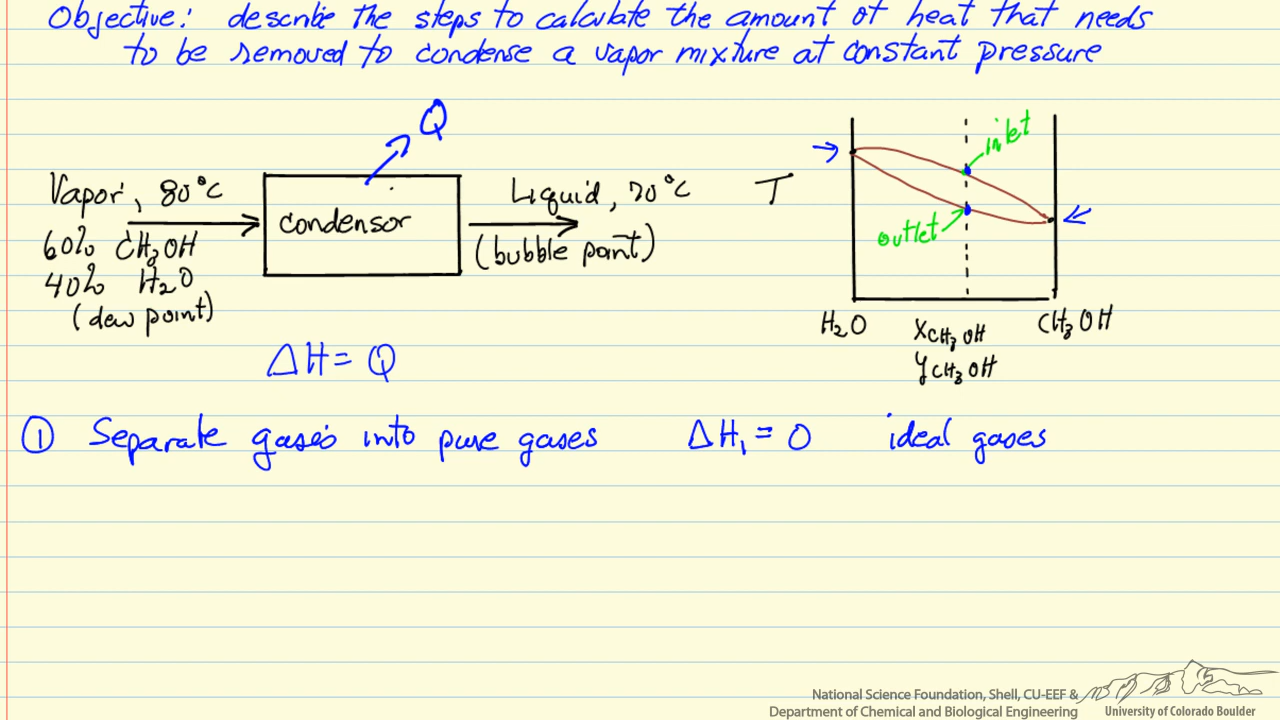 Objective: describe the steps to calculate the amount of heat that needs
to be removed to condense a vapor mixture at constant pressure
Q
Vapor, 80°C
60% CH3OH
40% H2O
(dew point)
condensor
Liquid, 70°C
(bubble point)
ΔH = Q
T
inlet
outlet
H2O
XCH3OH
yCH3OH
CH3OH
① Separate gases into pure gases ΔH1 = 0 ideal gases
National Science Foundation, Shell, CU-EEF &
Department of Chemical and Biological Engineering
University of Colorado Boulder